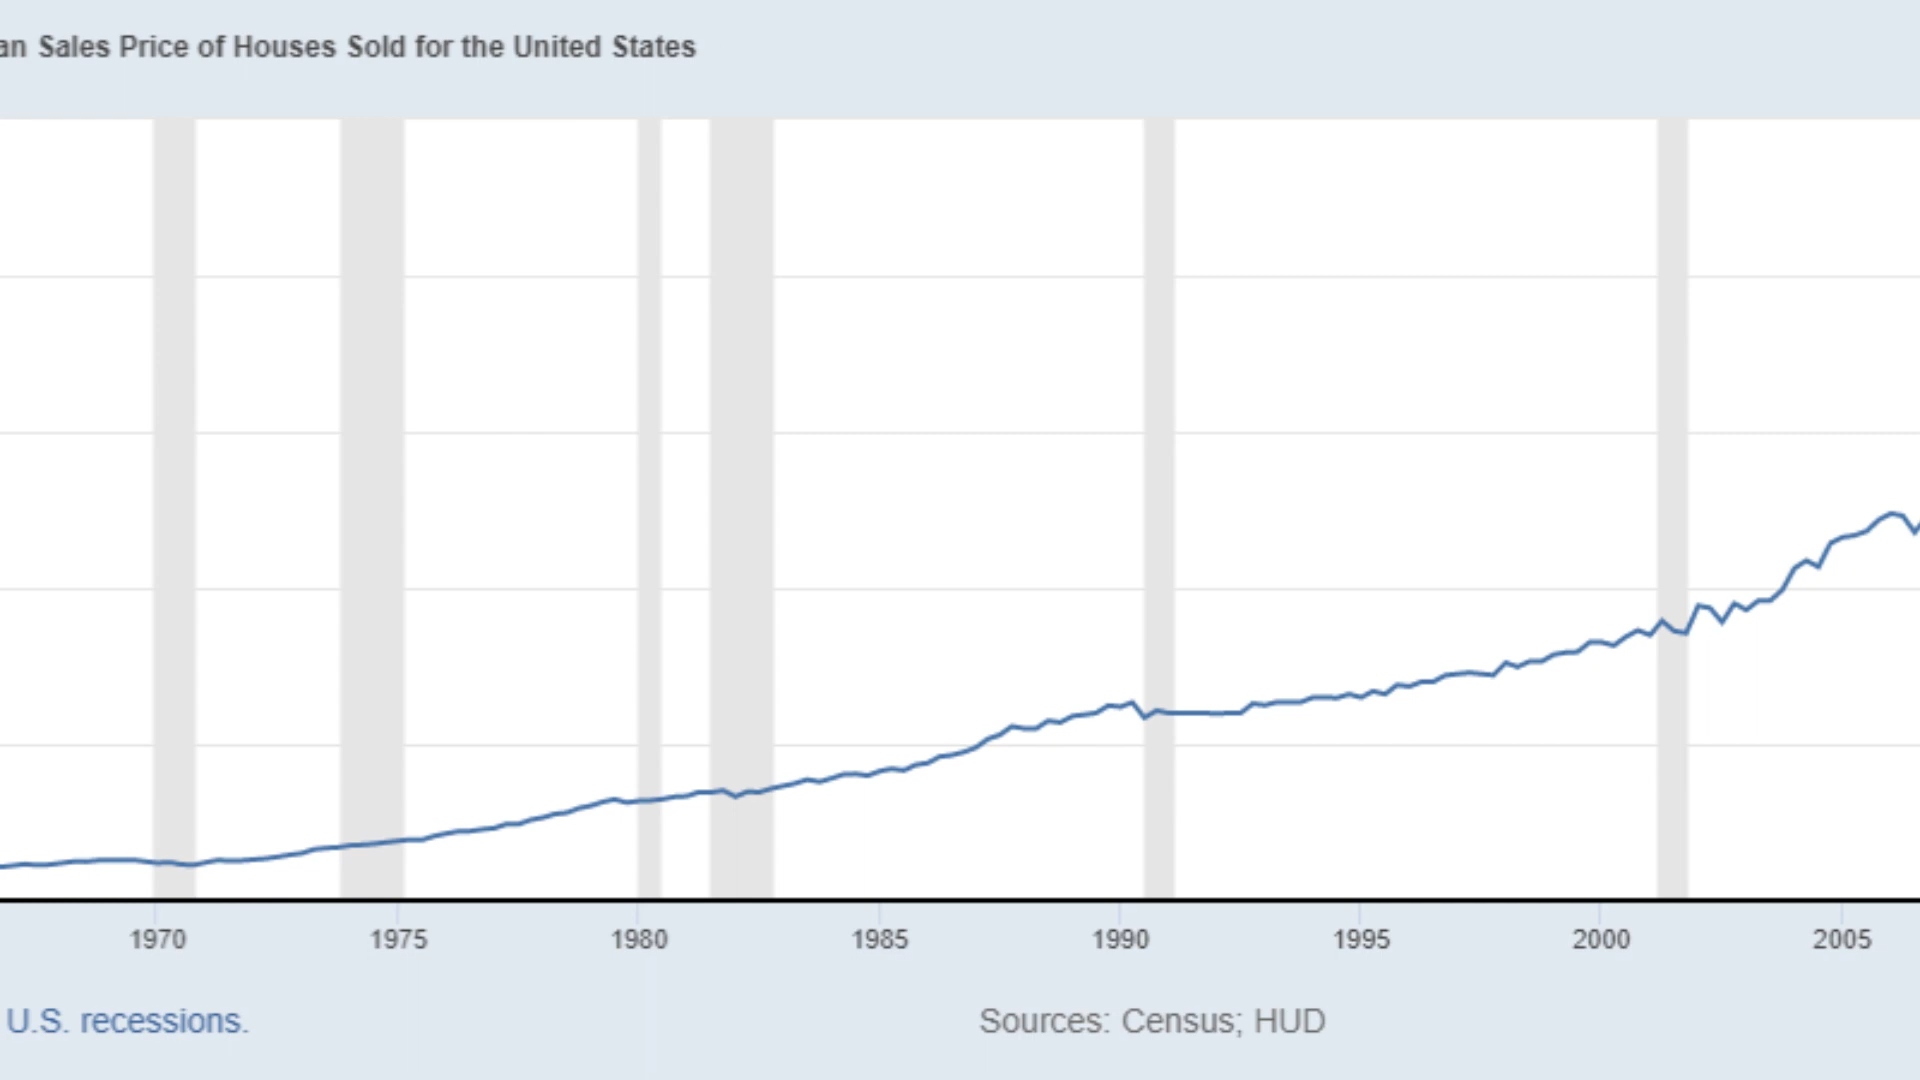 an Sales Price of Houses Sold for the United States
1970 1975 1980 1985 1990 1995 2000 2005
U.S. recessions. Sources: Census; HUD